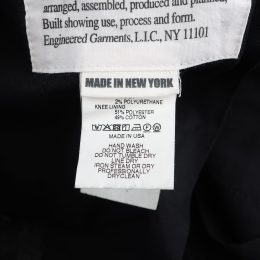 arranged, assembled, produced and planned,
Built showing use, process and form.
Engineered Garments, L.I.C., NY 11101
MADE IN NEW YORK
2% POLYURETHANE
KNEE LINING
51% POLYESTER
49% COTTON
MADE IN USA
HAND WASH
DO NOT BLEACH
DO NOT TUMBLE DRY
LINE DRY
IRON STEAM OR DRY
PROFESSIONALLY
DRYCLEAN